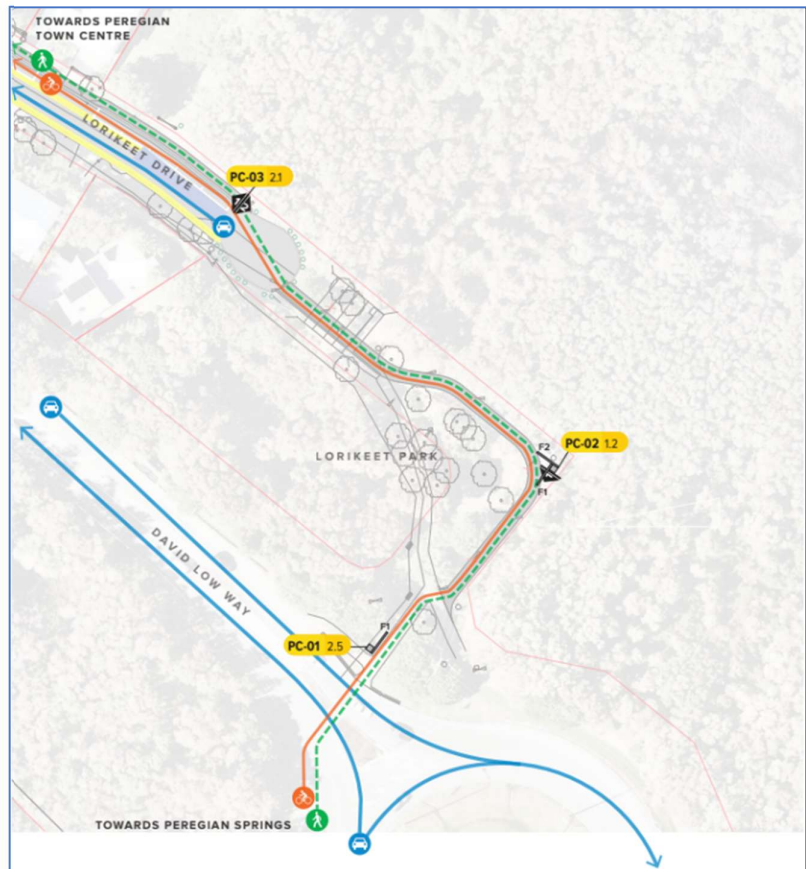 TOWARDS PEREGIAN
TOWN CENTRE
LORIKEET DRIVE
PC-03 2.1
F2
PC-02 1.2
F1
LORIKEET PARK
DAVID LOW WAY
F1
PC-01 2.5
TOWARDS PEREGIAN SPRINGS